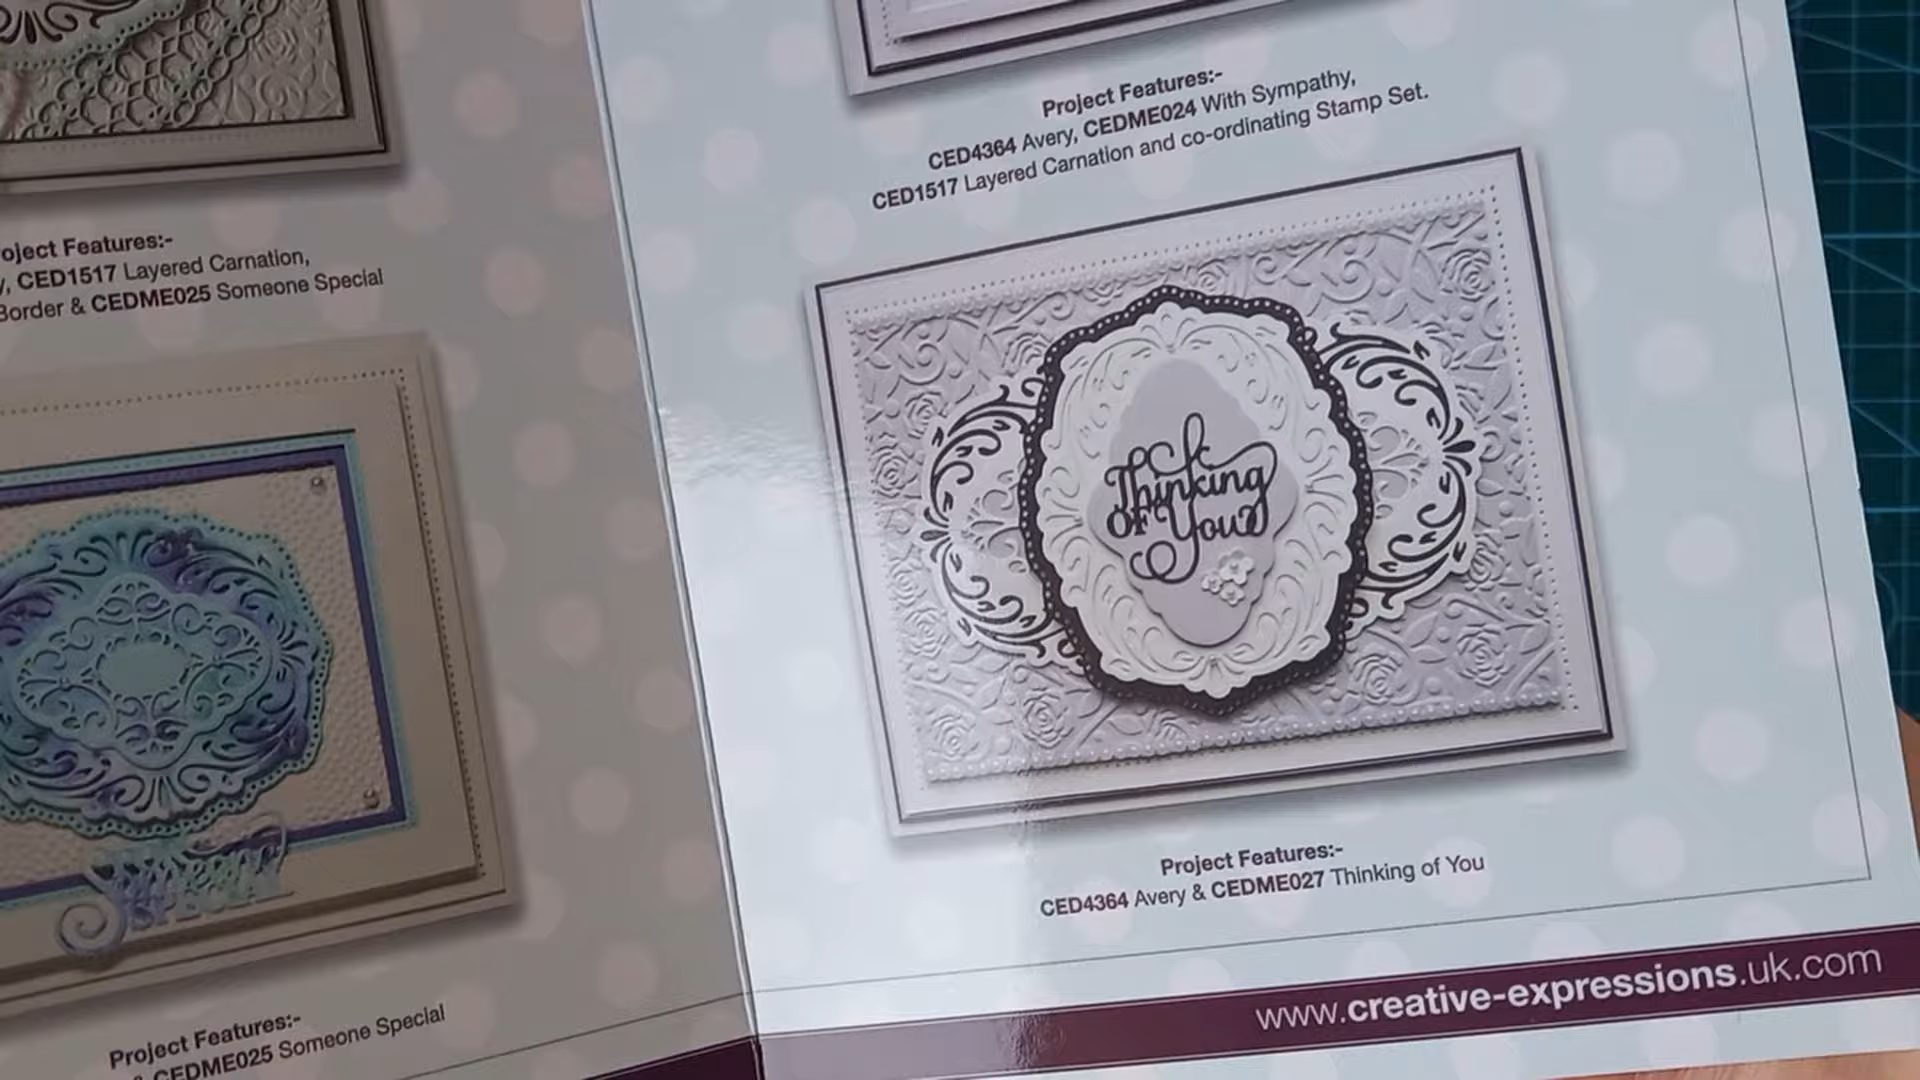 oject Features:-
, CED1517 Layered Carnation,
Border & CEDME025 Someone Special
Special
Project Features:-
& CEDME025 Someone Special
Project Features:-
CED4364 Avery, CEDME024 With Sympathy,
CED1517 Layered Carnation and co-ordinating Stamp Set.
Thinking
of You
Project Features:-
CED4364 Avery & CEDME027 Thinking of You
www.creative-expressions.uk.com